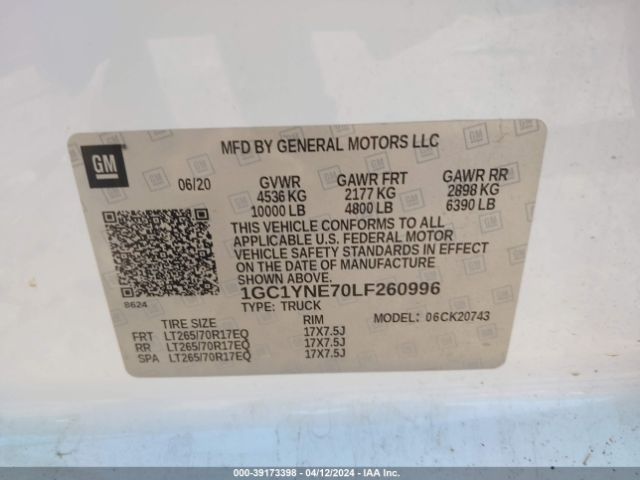 MFD BY GENERAL MOTORS LLC
GM
06/20 GVWR GAWR FRT GAWR RR
4536 KG 2177 KG 2898 KG
10000 LB 4800 LB 6390 LB
THIS VEHICLE CONFORMS TO ALL
APPLICABLE U.S. FEDERAL MOTOR
VEHICLE SAFETY STANDARDS IN EFFECT
ON THE DATE OF MANUFACTURE
SHOWN ABOVE.
1GC1YNE70LF260996
8624
TYPE: TRUCK
TIRE SIZE RIM MODEL: 06CK20743
FRT LT265/70R17EQ 17X7.5J
RR LT265/70R17EQ 17X7.5J
SPA LT265/70R17EQ 17X7.5J
000-39173398 - 04/12/2024 - IAA Inc.